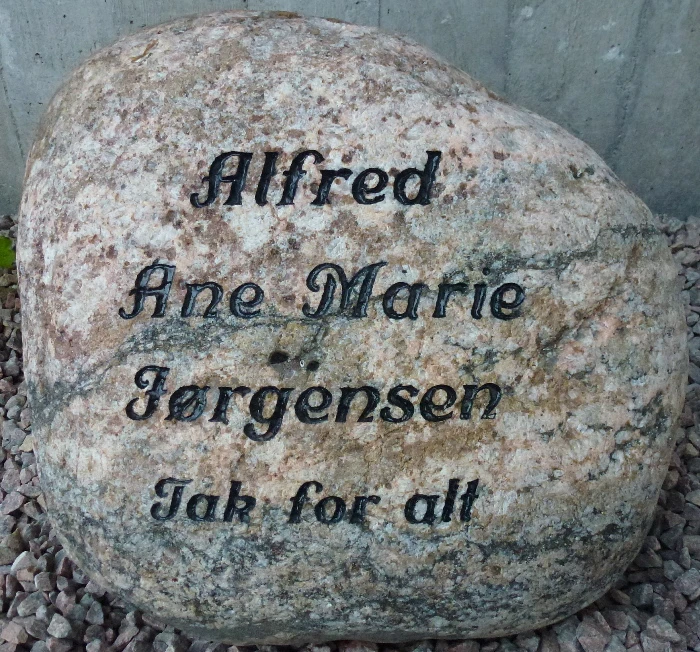 Alfred
Ane Marie
Jørgensen
Tak for alt